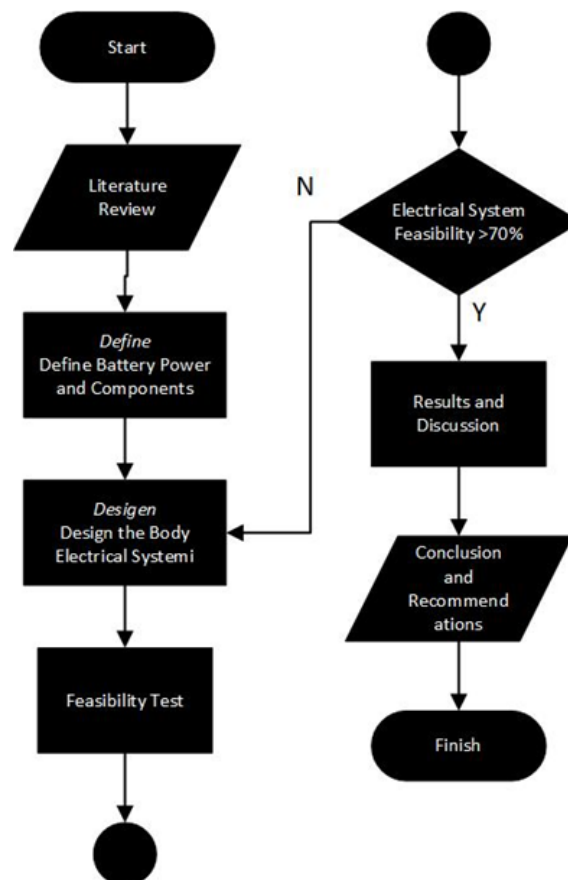 Start
Literature
Review
Define
Define Battery Power
and Components
Desigen
Design the Body
Electrical Systemi
Feasibility Test
N
Electrical System
Feasibility >70%
Y
Results and
Discussion
Conclusion
and
Recommend
ations
Finish